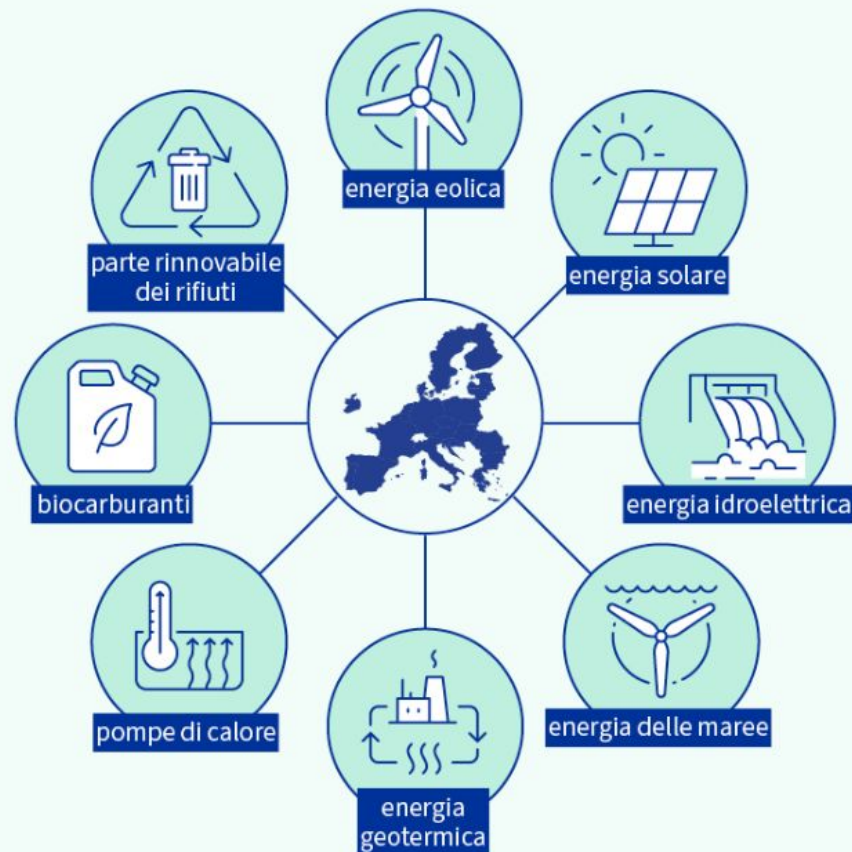 energia eolica
energia solare
energia idroelettrica
energia delle maree
energia
geotermica
pompe di calore
biocarburanti
parte rinnovabile
dei rifiuti